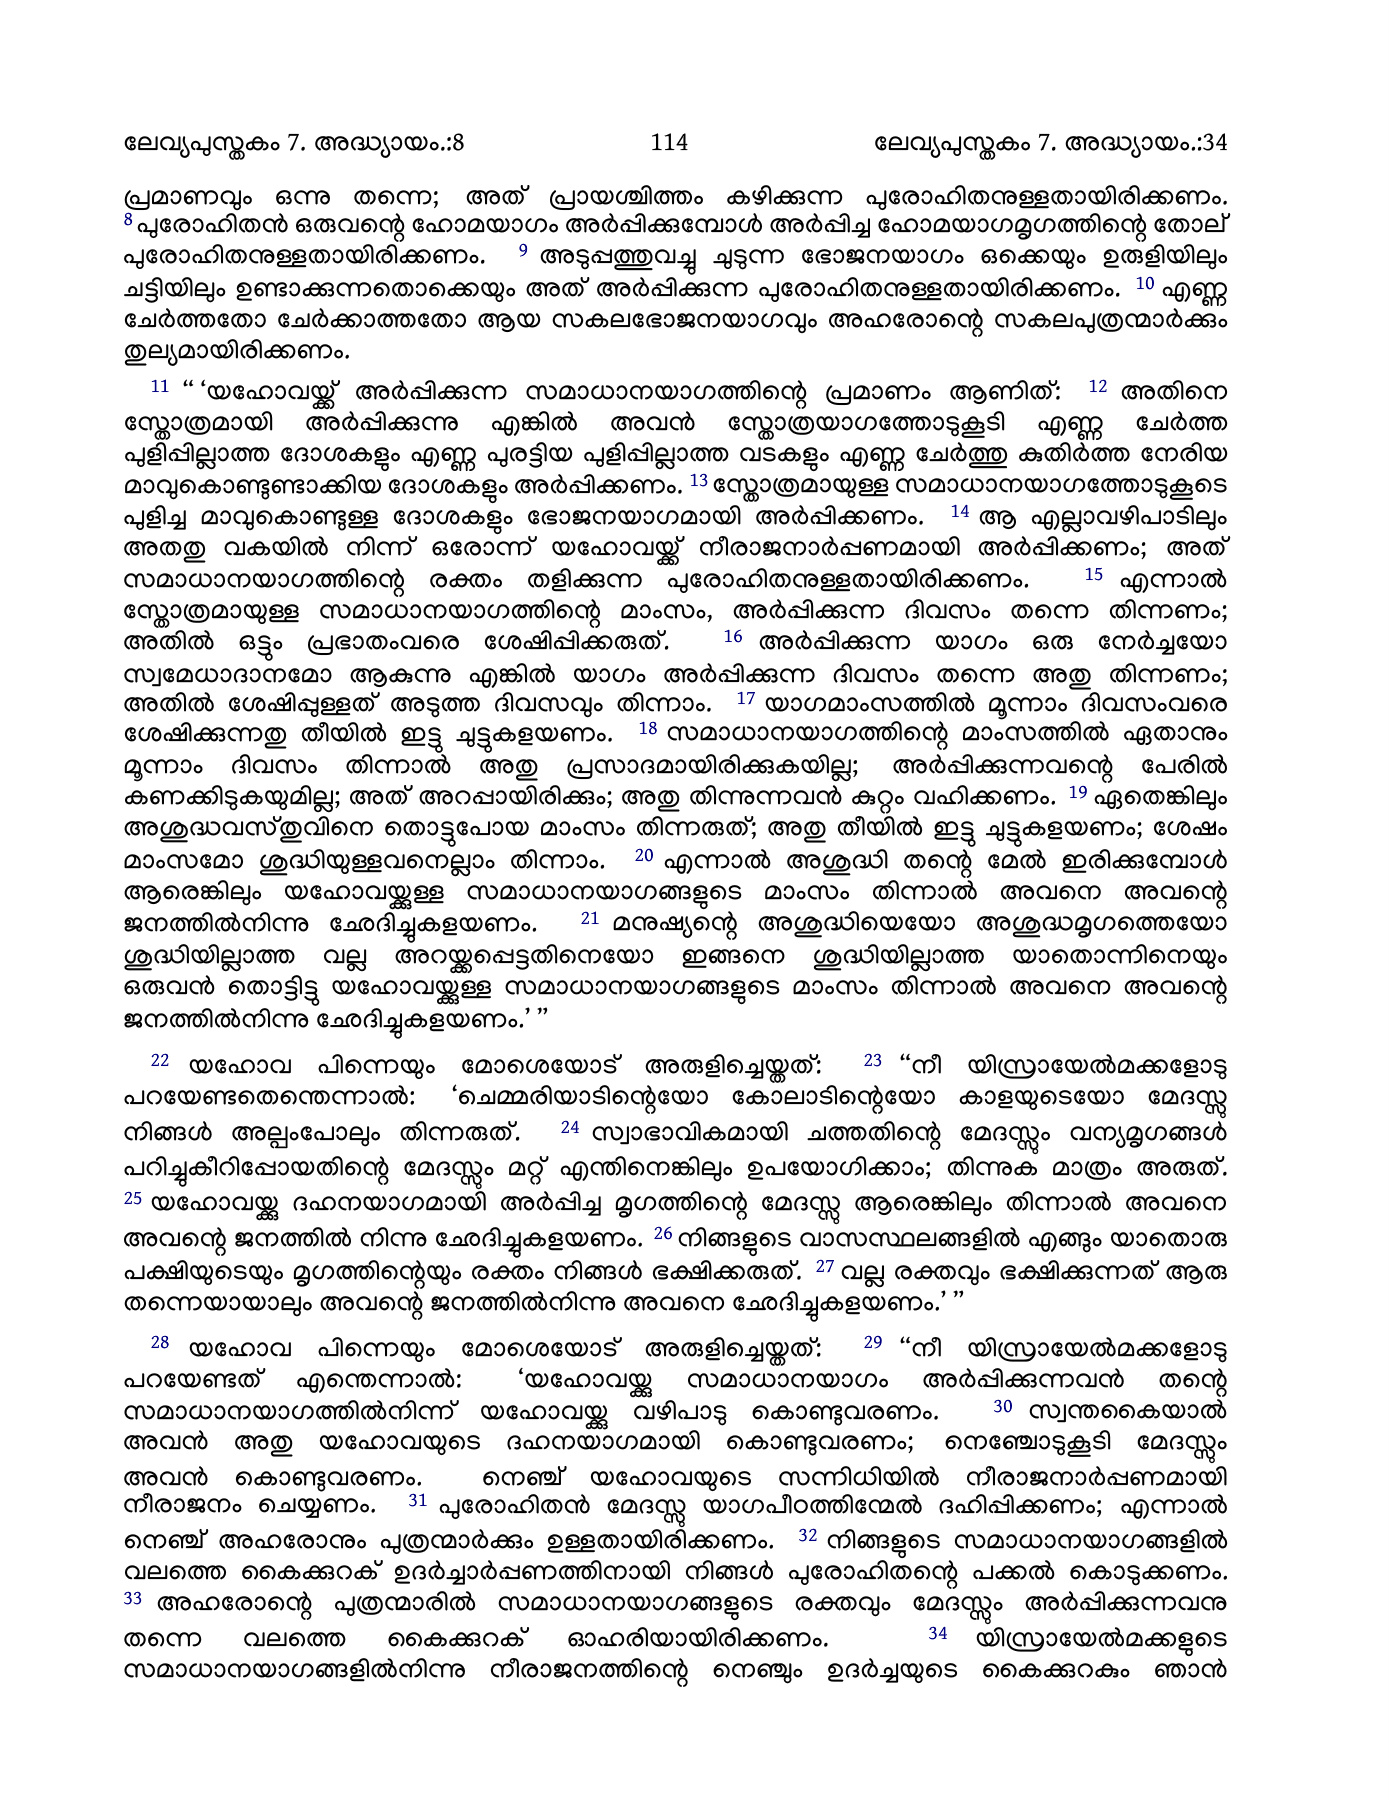 ലേവ്യപുസ്തകം 7. അദ്ധ്യായം.:8 114 ലേവ്യപുസ്തകം 7. അദ്ധ്യായം.:34
പ്രമാണവും ഒന്നു തന്നെ; അത് പ്രായശ്ചിത്തം കഴിക്കുന്ന പുരോഹിതനുള്ളതായിരിക്കണം.
8 പുരോഹിതൻ ഒരുവന്റെ ഹോമയാഗം അർപ്പിക്കുമ്പോൾ അർപ്പിച്ച ഹോമയാഗമൃഗത്തിന്റെ തോല്
പുരോഹിതനുള്ളതായിരിക്കണം. 9 അടുപ്പത്തുവച്ചു ചുടുന്ന ഭോജനയാഗം ഒക്കെയും ഉരുളിയിലും
ചട്ടിയിലും ഉണ്ടാക്കുന്നതൊക്കെയും അത് അർപ്പിക്കുന്ന പുരോഹിതനുള്ളതായിരിക്കണം. 10 എണ്ണ
ചേർത്തതോ ചേർക്കാത്തതോ ആയ സകലഭോജനയാഗവും അഹരോന്റെ സകലപുത്രന്മാർക്കും
തുല്യമായിരിക്കണം.
11 “ ‘യഹോവയ്ക്ക് അർപ്പിക്കുന്ന സമാധാനയാഗത്തിന്റെ പ്രമാണം ആണിത്: 12 അതിനെ
സ്തോത്രമായി അർപ്പിക്കുന്നു എങ്കിൽ അവൻ സ്തോത്രയാഗത്തോടുകൂടി എണ്ണ ചേർത്ത
പുളിപ്പില്ലാത്ത ദോശകളും എണ്ണ പുരട്ടിയ പുളിപ്പില്ലാത്ത വടകളും എണ്ണ ചേർത്തു കുതിർത്ത നേരിയ
മാവുകൊണ്ടുണ്ടാക്കിയ ദോശകളും അർപ്പിക്കണം. 13 സ്തോത്രമായുള്ള സമാധാനയാഗത്തോടുകൂടെ
പുളിച്ച മാവുകൊണ്ടുള്ള ദോശകളും ഭോജനയാഗമായി അർപ്പിക്കണം. 14 ആ എല്ലാവഴിപാടിലും
അതതു വകയിൽ നിന്ന് ഒരോന്ന് യഹോവയ്ക്ക് നീരാജനാർപ്പണമായി അർപ്പിക്കണം; അത്
സമാധാനയാഗത്തിന്റെ രക്തം തളിക്കുന്ന പുരോഹിതനുള്ളതായിരിക്കണം. 15 എന്നാൽ
സ്തോത്രമായുള്ള സമാധാനയാഗത്തിന്റെ മാംസം, അർപ്പിക്കുന്ന ദിവസം തന്നെ തിന്നണം;
അതിൽ ഒട്ടും പ്രഭാതംവരെ ശേഷിപ്പിക്കരുത്. 16 അർപ്പിക്കുന്ന യാഗം ഒരു നേർച്ചയോ
സ്വമേധാദാനമോ ആകുന്നു എങ്കിൽ യാഗം അർപ്പിക്കുന്ന ദിവസം തന്നെ അതു തിന്നണം;
അതിൽ ശേഷിപ്പുള്ളത് അടുത്ത ദിവസവും തിന്നാം. 17 യാഗമാംസത്തിൽ മൂന്നാം ദിവസംവരെ
ശേഷിക്കുന്നതു തീയിൽ ഇട്ടു ചുട്ടുകളയണം. 18 സമാധാനയാഗത്തിന്റെ മാംസത്തിൽ ഏതാനും
മൂന്നാം ദിവസം തിന്നാൽ അതു പ്രസാദമായിരിക്കുകയില്ല; അർപ്പിക്കുന്നവന്റെ പേരിൽ
കണക്കിടുകയുമില്ല; അത് അറപ്പായിരിക്കും; അതു തിന്നുന്നവൻ കുറ്റം വഹിക്കണം. 19 ഏതെങ്കിലും
അശുദ്ധവസ്തുവിനെ തൊട്ടുപോയ മാംസം തിന്നരുത്; അതു തീയിൽ ഇട്ടു ചുട്ടുകളയണം; ശേഷം
മാംസമോ ശുദ്ധിയുള്ളവനെല്ലാം തിന്നാം. 20 എന്നാൽ അശുദ്ധി തന്റെ മേൽ ഇരിക്കുമ്പോൾ
ആരെങ്കിലും യഹോവയ്ക്കുള്ള സമാധാനയാഗങ്ങളുടെ മാംസം തിന്നാൽ അവനെ അവന്റെ
ജനത്തിൽനിന്നു ഛേദിച്ചുകളയണം. 21 മനുഷ്യന്റെ അശുദ്ധിയെയോ അശുദ്ധമൃഗത്തെയോ
ശുദ്ധിയില്ലാത്ത വല്ല അറയ്ക്കപ്പെട്ടതിനെയോ ഇങ്ങനെ ശുദ്ധിയില്ലാത്ത യാതൊന്നിനെയും
ഒരുവൻ തൊട്ടിട്ടു യഹോവയ്ക്കുള്ള സമാധാനയാഗങ്ങളുടെ മാംസം തിന്നാൽ അവനെ അവന്റെ
ജനത്തിൽനിന്നു ഛേദിച്ചുകളയണം.’ ”
22 യഹോവ പിന്നെയും മോശെയോട് അരുളിച്ചെയ്തത്: 23 “നീ യിസ്രായേൽമക്കളോടു
പറയേണ്ടതെന്തെന്നാൽ: ‘ചെമ്മരിയാടിന്റെയോ കോലാടിന്റെയോ കാളയുടെയോ മേദസ്സു
നിങ്ങൾ അല്പംപോലും തിന്നരുത്. 24 സ്വാഭാവികമായി ചത്തതിന്റെ മേദസ്സും വന്യമൃഗങ്ങൾ
പറിച്ചുകീറിപ്പോയതിന്റെ മേദസ്സും മറ്റ് എന്തിനെങ്കിലും ഉപയോഗിക്കാം; തിന്നുക മാത്രം അരുത്.
25 യഹോവയ്ക്കു ദഹനയാഗമായി അർപ്പിച്ച മൃഗത്തിന്റെ മേദസ്സു ആരെങ്കിലും തിന്നാൽ അവനെ
അവന്റെ ജനത്തിൽ നിന്നു ഛേദിച്ചുകളയണം. 26 നിങ്ങളുടെ വാസസ്ഥലങ്ങളിൽ എങ്ങും യാതൊരു
പക്ഷിയുടെയും മൃഗത്തിന്റെയും രക്തം നിങ്ങൾ ഭക്ഷിക്കരുത്. 27 വല്ല രക്തവും ഭക്ഷിക്കുന്നത് ആരു
തന്നെയായാലും അവന്റെ ജനത്തിൽനിന്നു അവനെ ഛേദിച്ചുകളയണം.’ ”
28 യഹോവ പിന്നെയും മോശെയോട് അരുളിച്ചെയ്തത്: 29 “നീ യിസ്രായേൽമക്കളോടു
പറയേണ്ടത് എന്തെന്നാൽ: ‘യഹോവയ്ക്കു സമാധാനയാഗം അർപ്പിക്കുന്നവൻ തന്റെ
സമാധാനയാഗത്തിൽനിന്ന് യഹോവയ്ക്കു വഴിപാടു കൊണ്ടുവരണം. 30 സ്വന്തകൈയാൽ
അവൻ അതു യഹോവയുടെ ദഹനയാഗമായി കൊണ്ടുവരണം; നെഞ്ചോടുകൂടി മേദസ്സും
അവൻ കൊണ്ടുവരണം. നെഞ്ച് യഹോവയുടെ സന്നിധിയിൽ നീരാജനാർപ്പണമായി
നീരാജനം ചെയ്യണം. 31 പുരോഹിതൻ മേദസ്സു യാഗപീഠത്തിന്മേൽ ദഹിപ്പിക്കണം; എന്നാൽ
നെഞ്ച് അഹരോനും പുത്രന്മാർക്കും ഉള്ളതായിരിക്കണം. 32 നിങ്ങളുടെ സമാധാനയാഗങ്ങളിൽ
വലത്തെ കൈക്കുറക് ഉദർച്ചാർപ്പണത്തിനായി നിങ്ങൾ പുരോഹിതന്റെ പക്കൽ കൊടുക്കണം.
33 അഹരോന്റെ പുത്രന്മാരിൽ സമാധാനയാഗങ്ങളുടെ രക്തവും മേദസ്സും അർപ്പിക്കുന്നവനു
തന്നെ വലത്തെ കൈക്കുറക് ഓഹരിയായിരിക്കണം. 34 യിസ്രായേൽമക്കളുടെ
സമാധാനയാഗങ്ങളിൽനിന്നു നീരാജനത്തിന്റെ നെഞ്ചും ഉദർച്ചയുടെ കൈക്കുറകും ഞാൻ